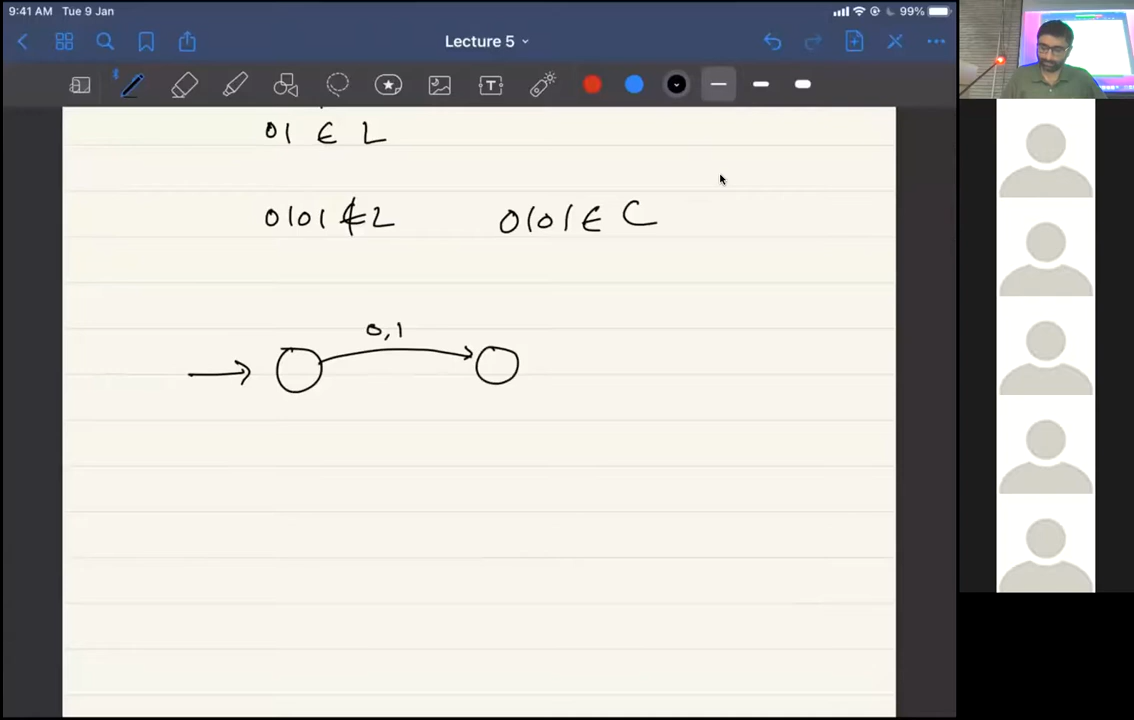 9:41 AM Tue 9 Jan 99%
Lecture 5
T
01 ∈ L
0101 ∉ L 0101 ∈ C
0,1